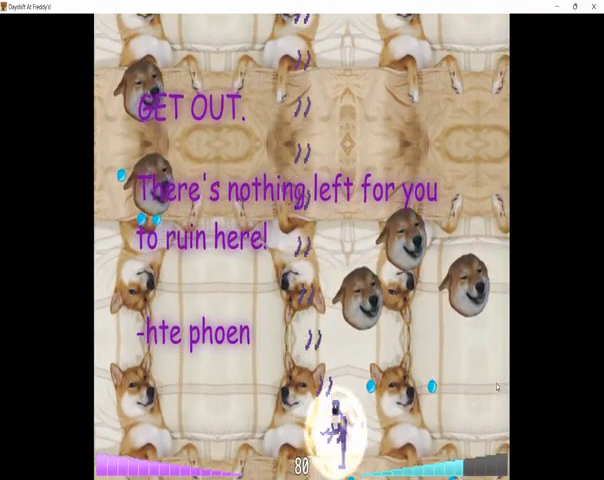 Dayshift At Freddy's!
GET OUT.
There's nothing left for you
to ruin here!
-hte phoen
80